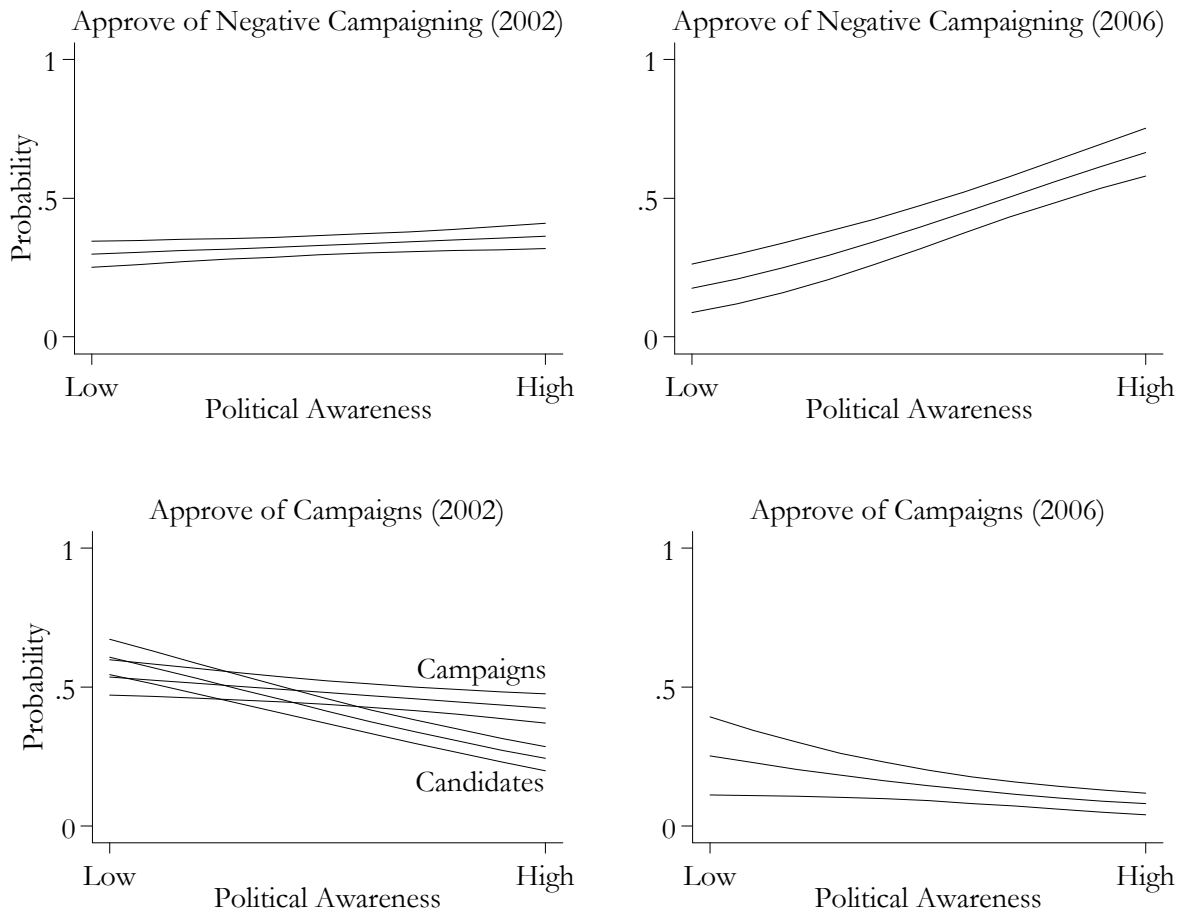 Approve of Negative Campaigning (2002)
1
.5
0
Probability
Low
High
Political Awareness
Approve of Negative Campaigning (2006)
1
.5
0
Low
High
Political Awareness
Approve of Campaigns (2002)
1
.5
0
Probability
Campaigns
Candidates
Low
High
Political Awareness
Approve of Campaigns (2006)
1
.5
0
Low
High
Political Awareness